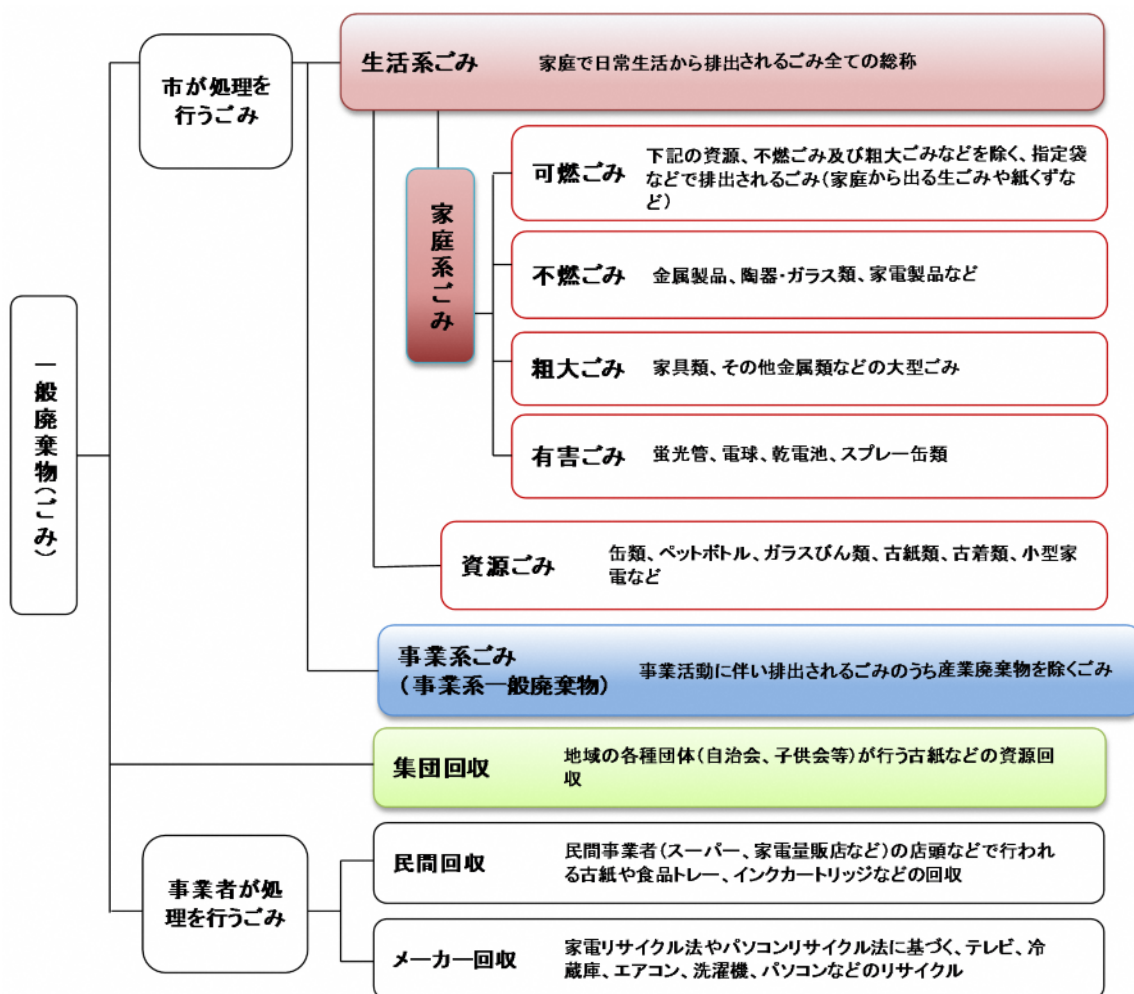 一般廃棄物(ごみ)
市が処理を
行うごみ
生活系ごみ
家庭で日常生活から排出されるごみ全ての総称
家庭系ごみ
可燃ごみ
下記の資源、不燃ごみ及び粗大ごみなどを除く、指定袋
などで排出されるごみ(家庭から出る生ごみや紙くずな
ど)
不燃ごみ
金属製品、陶器・ガラス類、家電製品など
粗大ごみ
家具類、その他金属類などの大型ごみ
有害ごみ
蛍光管、電球、乾電池、スプレー缶類
資源ごみ
缶類、ペットボトル、ガラスびん類、古紙類、古着類、小型家
電など
事業系ごみ
(事業系一般廃棄物)
事業活動に伴い排出されるごみのうち産業廃棄物を除くごみ
集団回収
地域の各種団体(自治会、子供会等)が行う古紙などの資源回
収
事業者が処
理を行うごみ
民間回収
民間事業者(スーパー、家電量販店など)の店頭などで行われ
る古紙や食品トレー、インクカートリッジなどの回収
メーカー回収
家電リサイクル法やパソコンリサイクル法に基づく、テレビ、冷
蔵庫、エアコン、洗濯機、パソコンなどのリサイクル